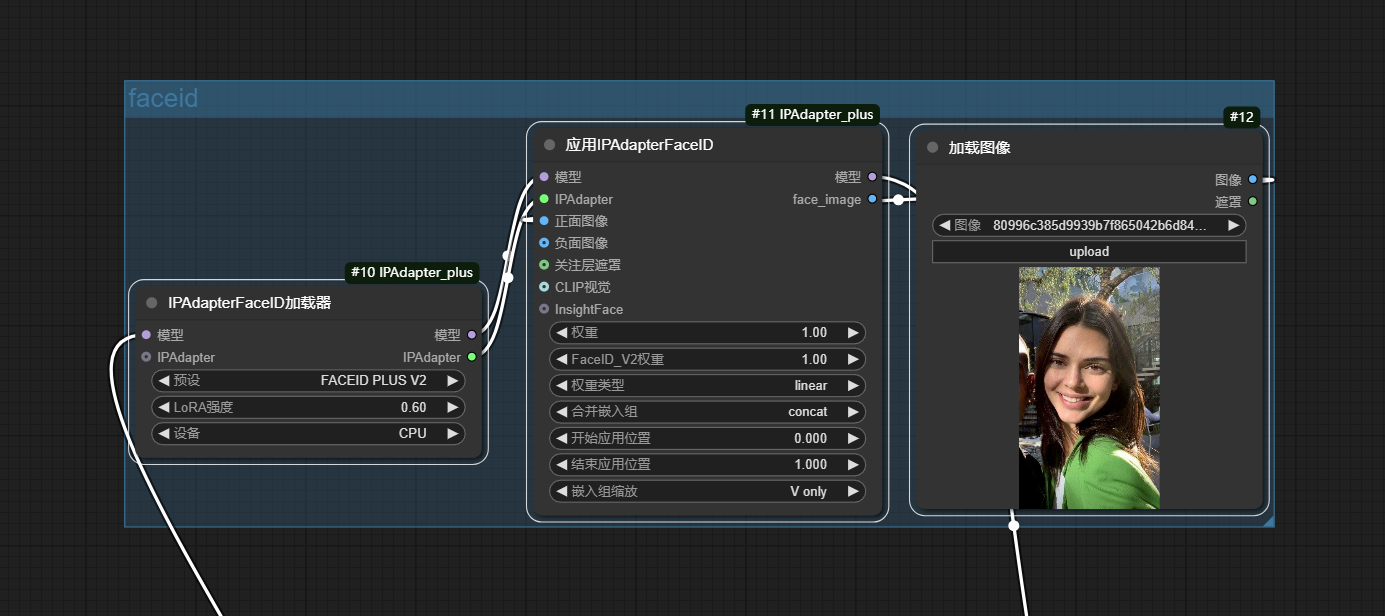 faceid
#10 IPAdapter_plus
IPAdapterFaceID加载器
模型 模型
IPAdapter IPAdapter
预设 FACEID PLUS V2
LoRA强度 0.60
设备 CPU
#11 IPAdapter_plus
应用IPAdapterFaceID
模型 模型
IPAdapter face_image
正面图像
负面图像
关注层遮罩
CLIP视觉
InsightFace
权重 1.00
FaceID_V2权重 1.00
权重类型 linear
合并嵌入组 concat
开始应用位置 0.000
结束应用位置 1.000
嵌入组缩放 V only
#12
加载图像
图像
遮罩
图像 80996c385d9939b7f865042b6d84...
upload